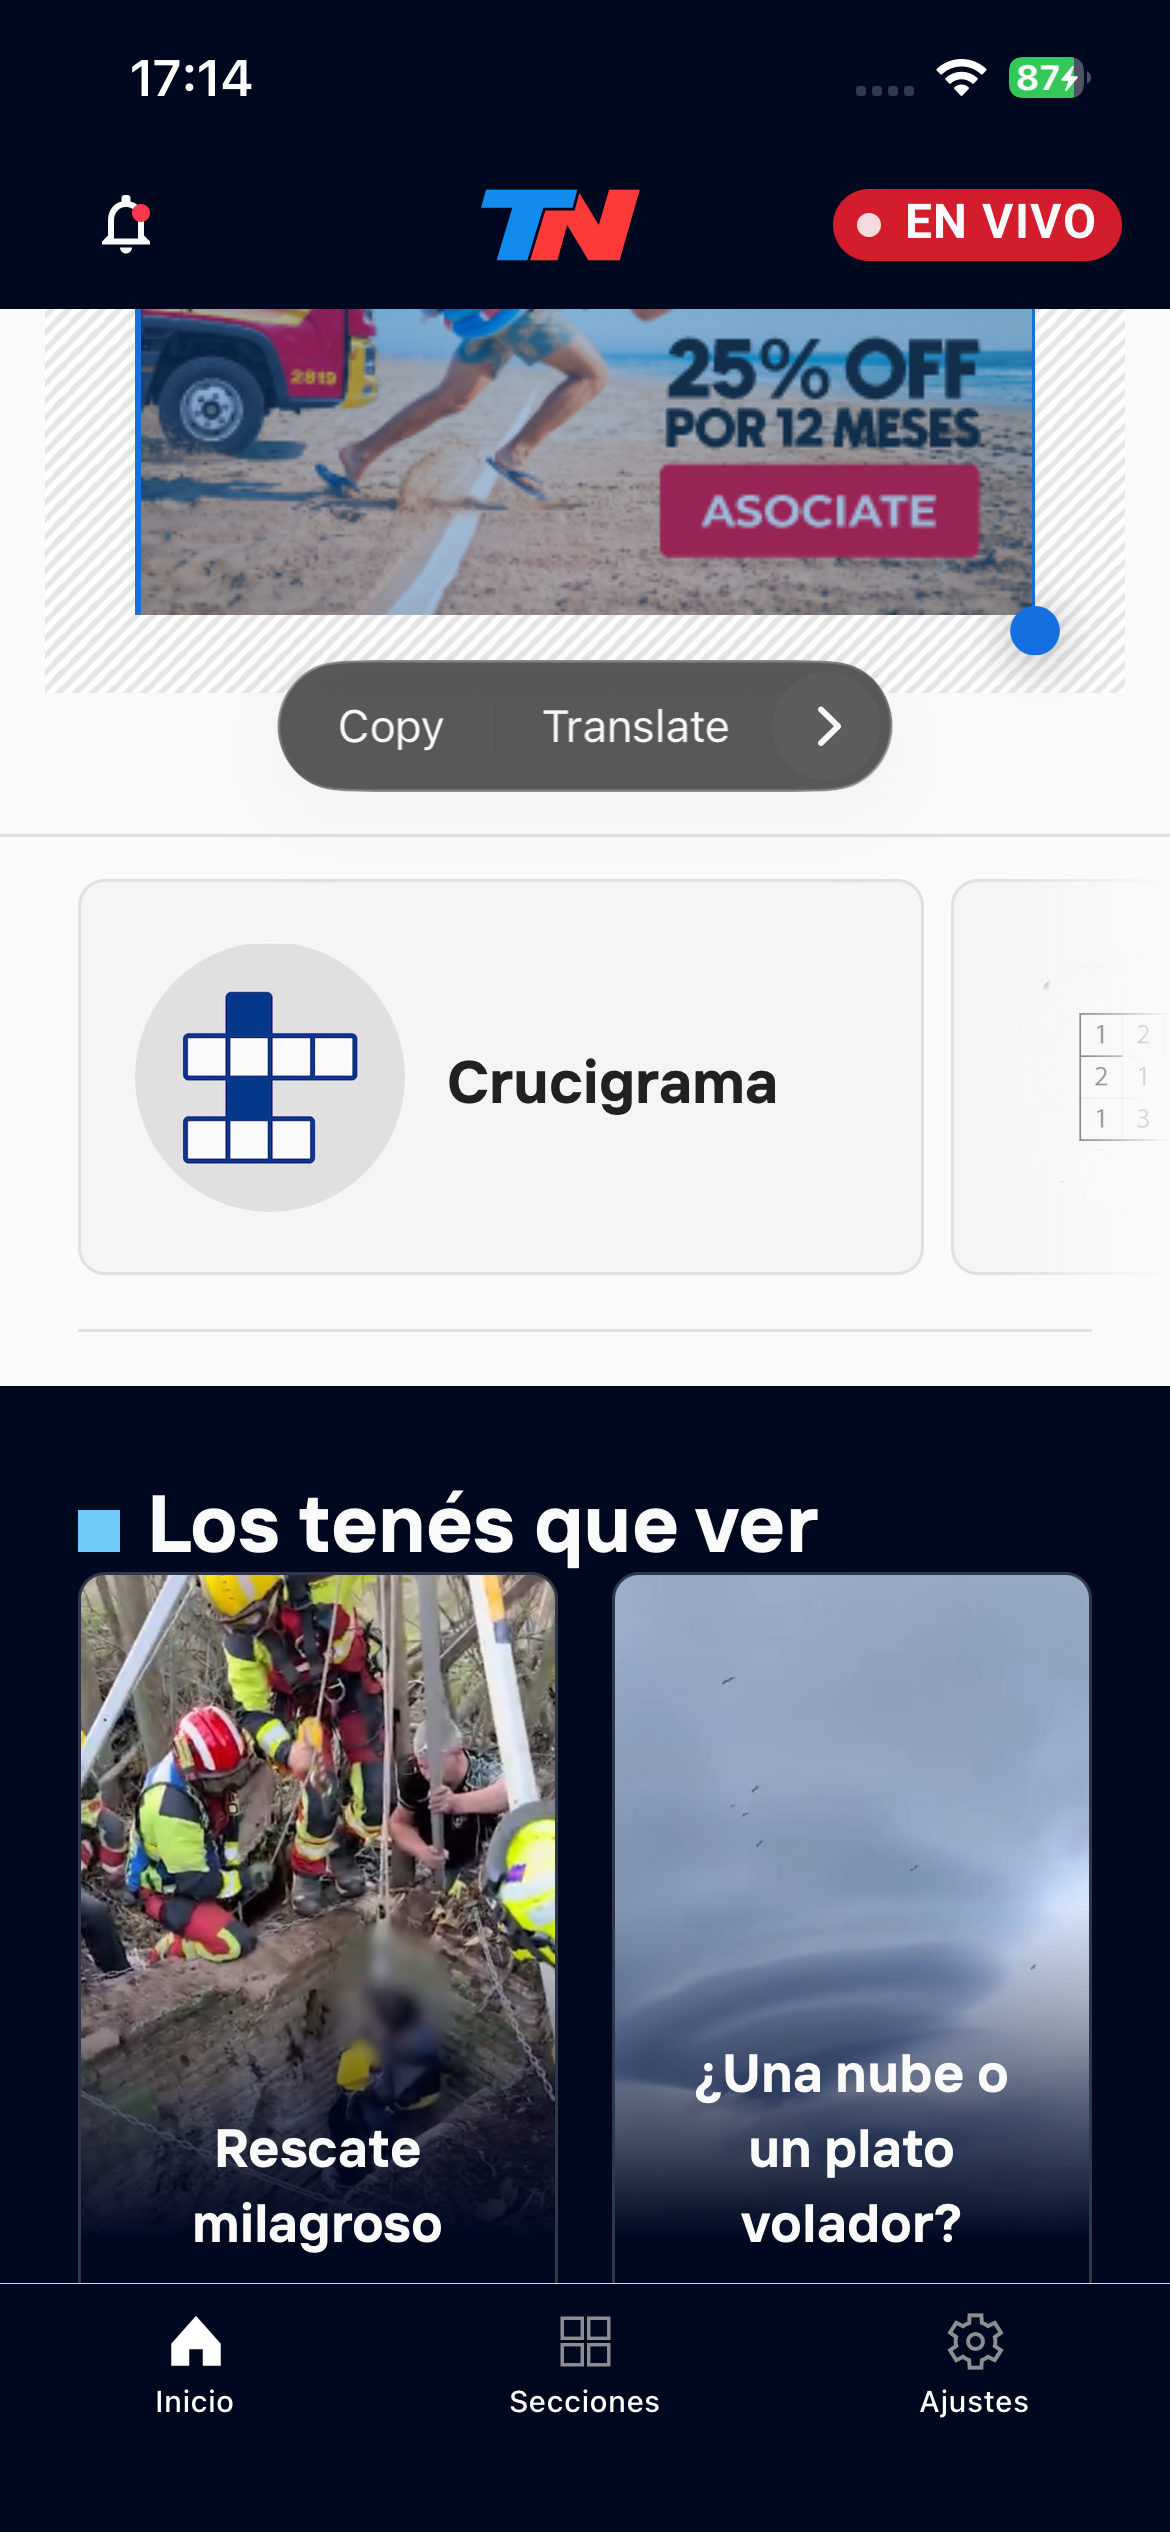 17:14
87
TN
EN VIVO
2819
25% OFF
POR 12 MESES
ASOCIATE
Copy
Translate
Crucigrama
1 2
2 1
1 3
Los tenés que ver
Rescate
milagroso
¿Una nube o
un plato
volador?
Inicio
Secciones
Ajustes